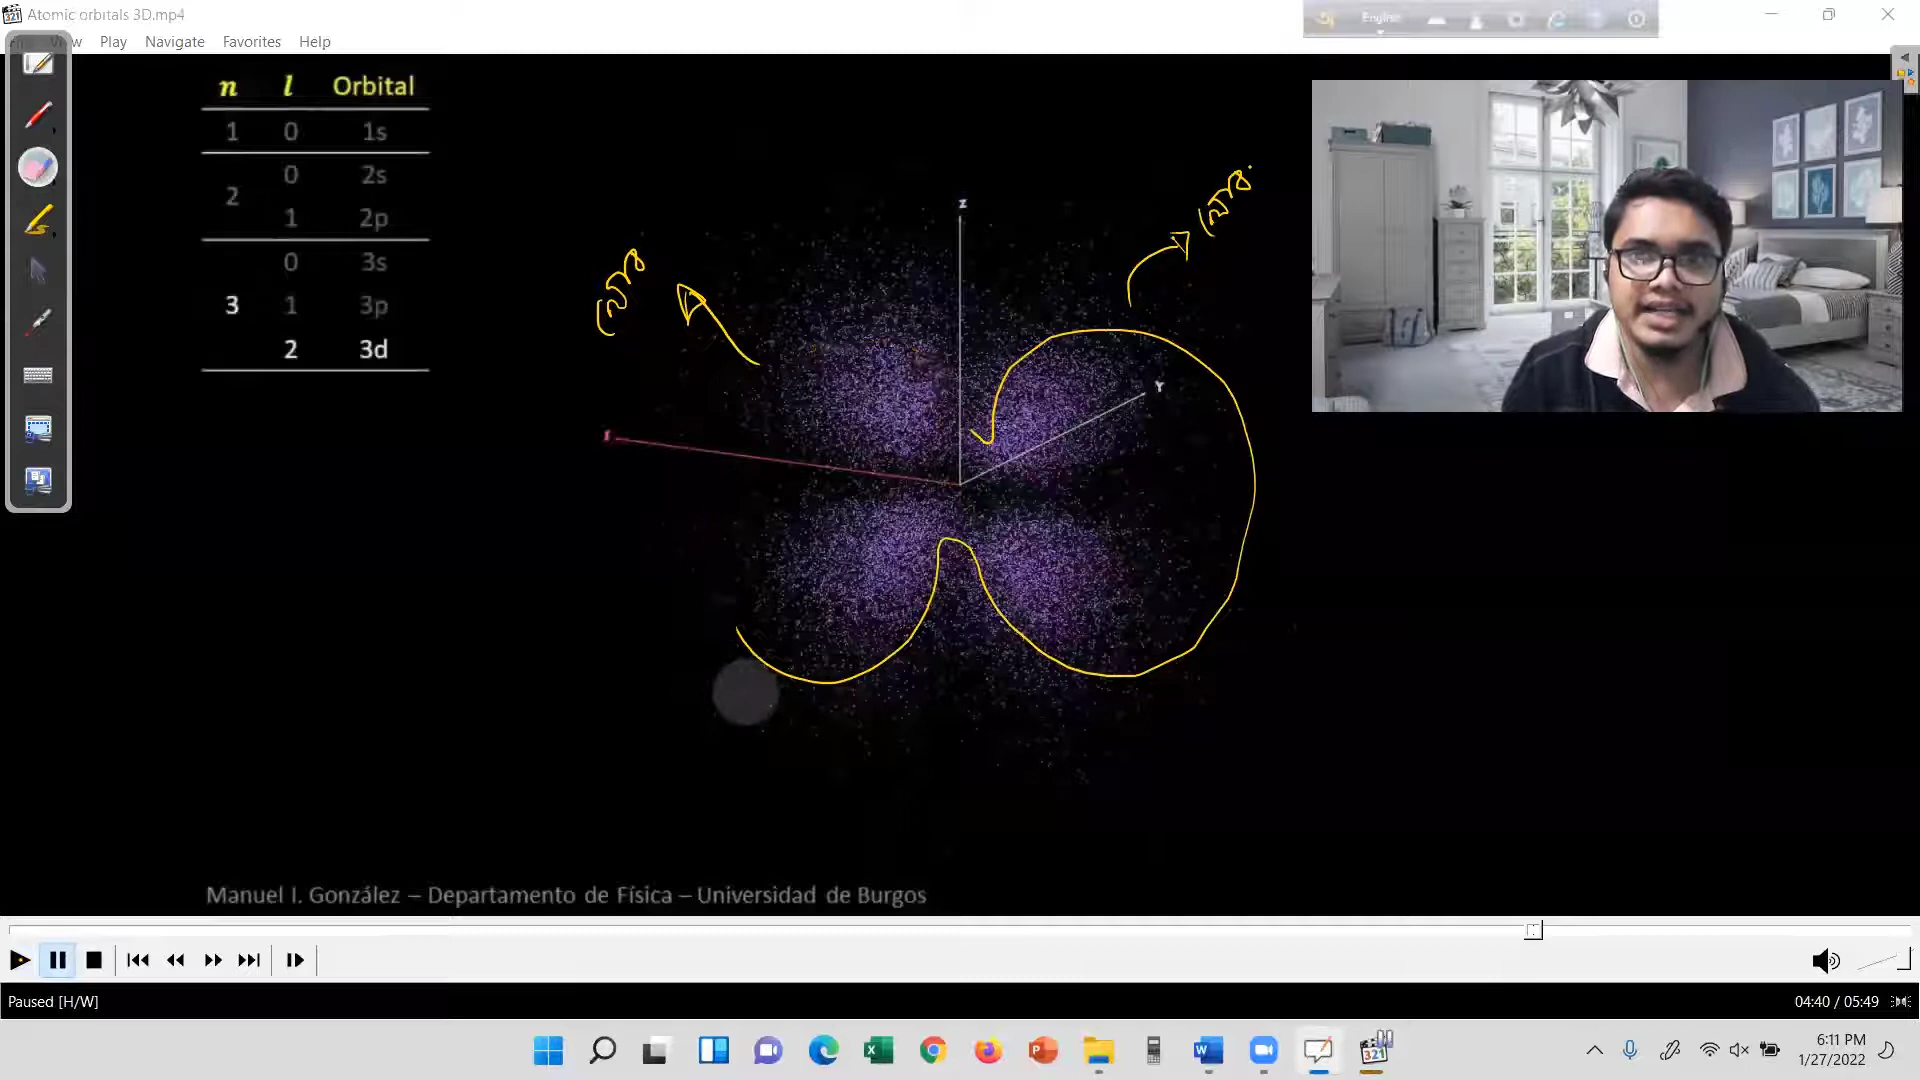 Atomic orbitals 3D.mp4
English
View Play Navigate Favorites Help
n l Orbital
1 0 1s
0 2s
2
1 2p
0 3s
3 1 3p
2 3d
Z
Y
Manuel I. González – Departamento de Física – Universidad de Burgos
Paused [H/W]
04:40 / 05:49
6:11 PM
1/27/2022